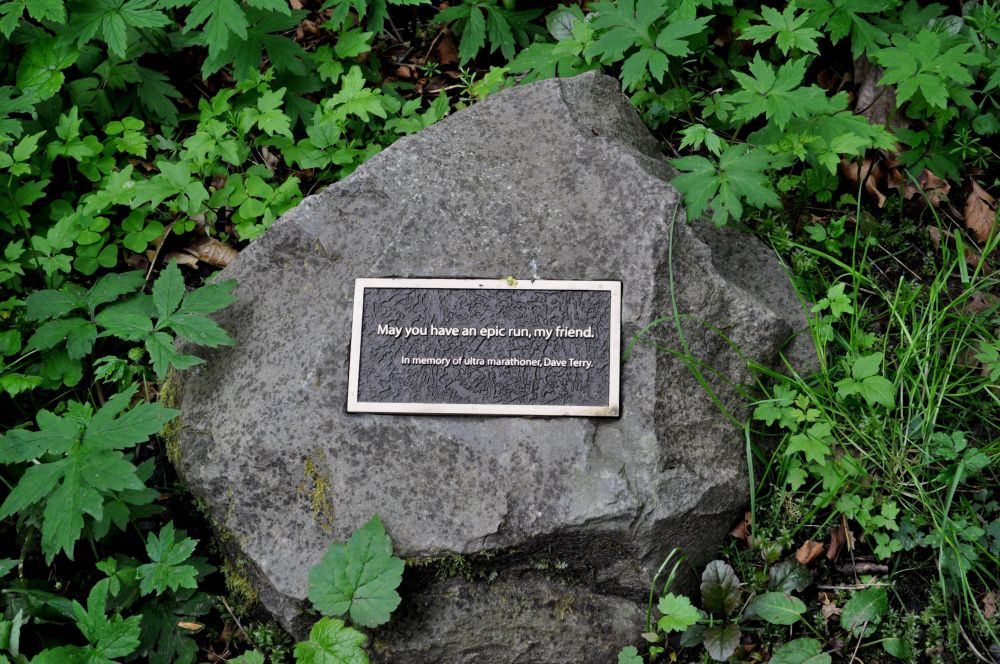 May you have an epic run, my friend.
In memory of ultra marathoner, Dave Terry.